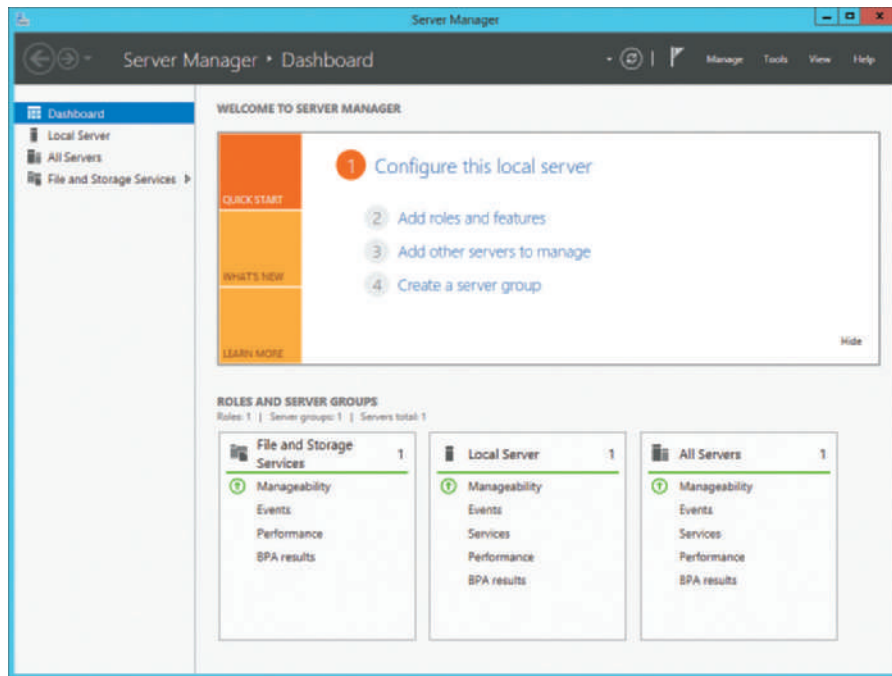 Server Manager
Server Manager • Dashboard
Manage Tools View Help
Dashboard
Local Server
All Servers
File and Storage Services
WELCOME TO SERVER MANAGER
QUICK START
WHAT'S NEW
LEARN MORE
1 Configure this local server
2 Add roles and features
3 Add other servers to manage
4 Create a server group
Hide
ROLES AND SERVER GROUPS
Roles: 1 | Server groups: 1 | Servers total: 1
File and Storage
Services 1
Manageability
Events
Performance
BPA results
Local Server 1
Manageability
Events
Services
Performance
BPA results
All Servers 1
Manageability
Events
Services
Performance
BPA results